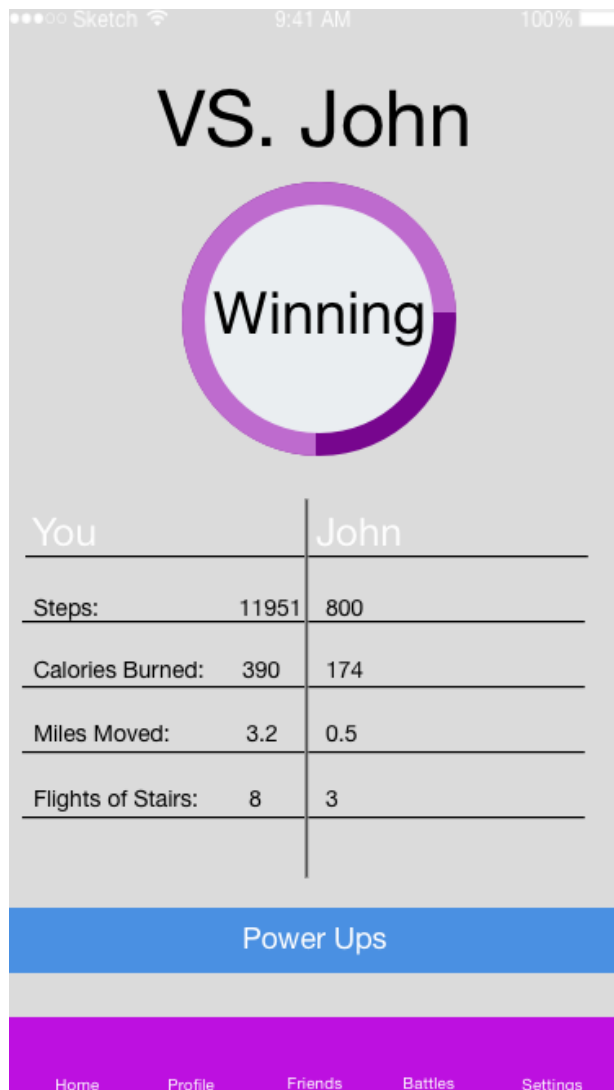 Sketch 9:41 AM 100%
VS. John
Winning
You John
Steps: 11951 800
Calories Burned: 390 174
Miles Moved: 3.2 0.5
Flights of Stairs: 8 3
Power Ups
Home Profile Friends Battles Settings